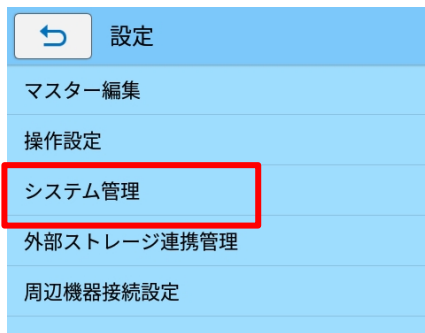 設定
マスター編集
操作設定
システム管理
外部ストレージ連携管理
周辺機器接続設定